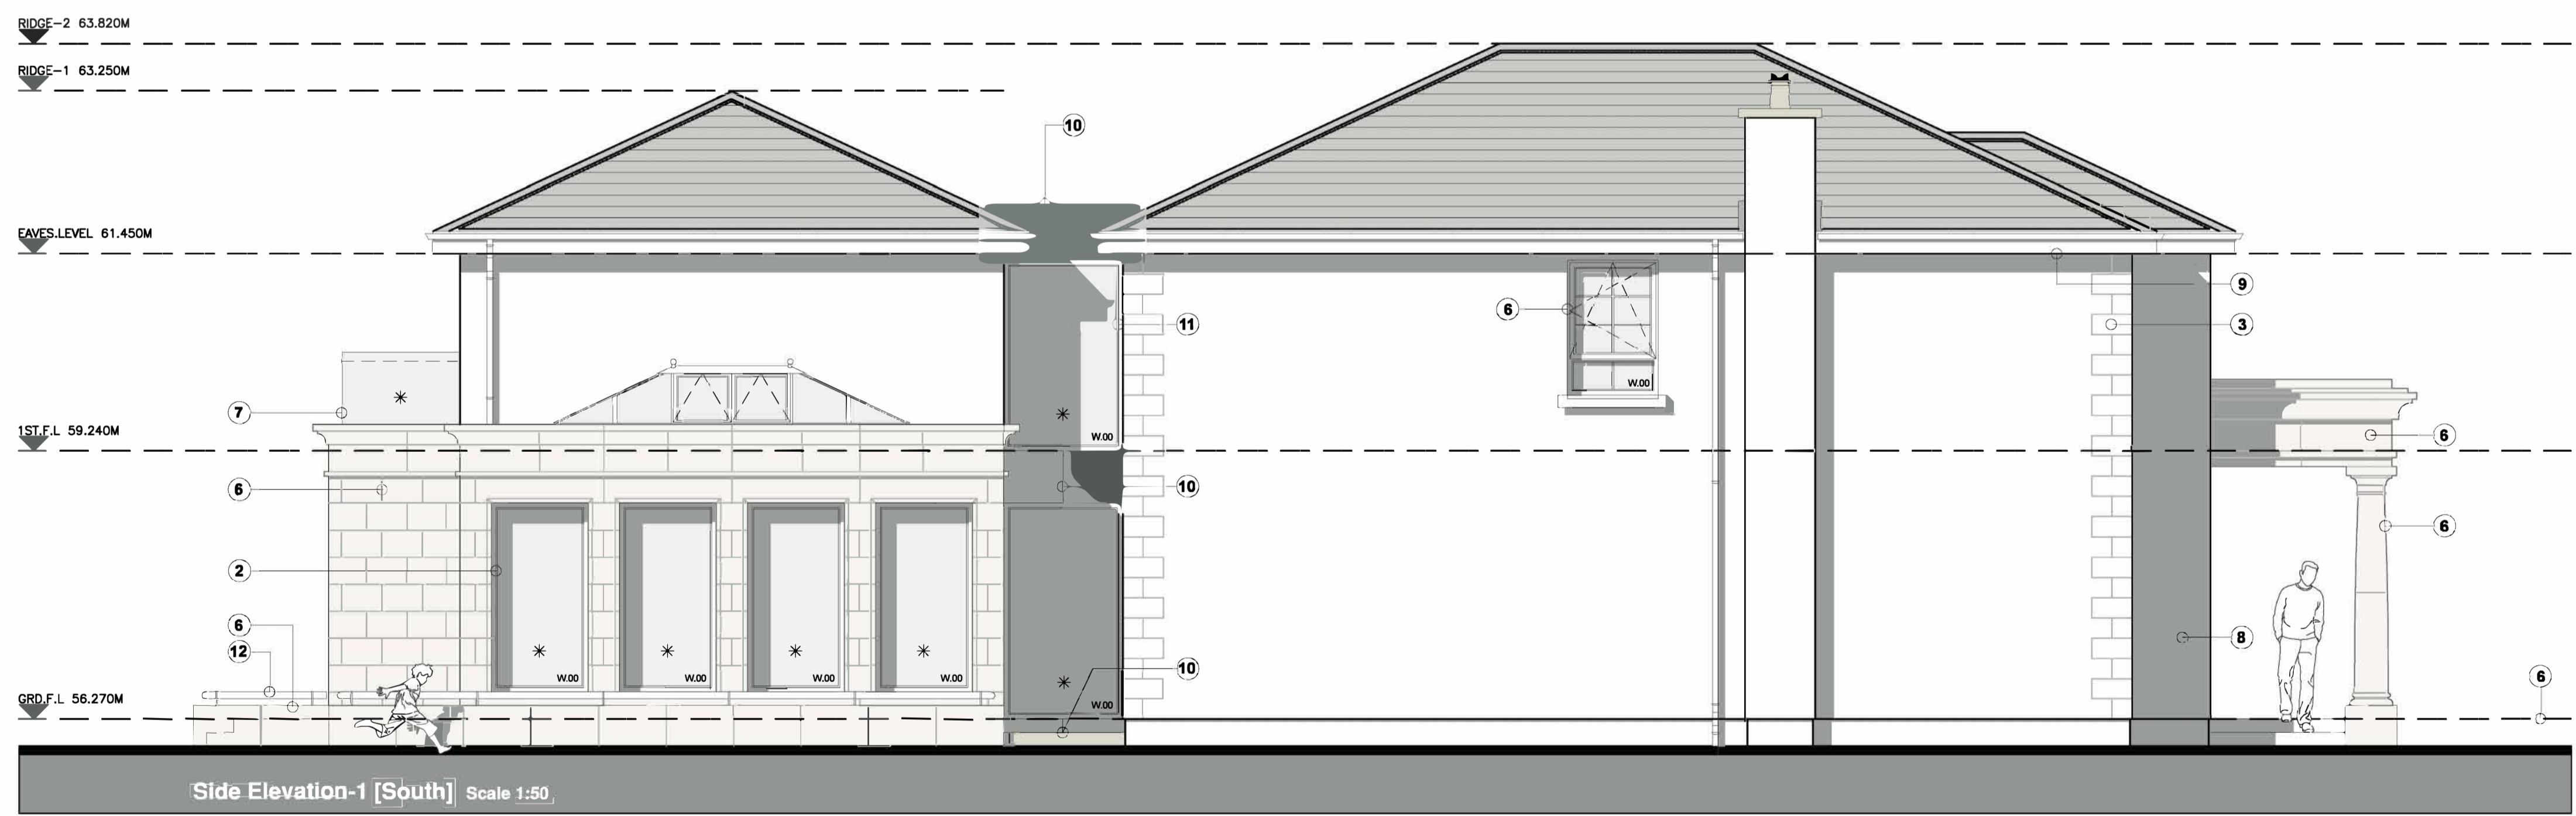 RIDGE-2 63.820M
RIDGE-1 63.250M
10
EAVES.LEVEL 61.450M
9
6
11
3
✳
7
1ST.F.L 59.240M
W.00
✳
W.00
6
6
10
6
2
6
12
✳ W.00
✳ W.00
✳ W.00
✳ W.00
✳ W.00
10
8
6
GRD.F.L 56.270M
Side Elevation-1 [South] Scale 1:50